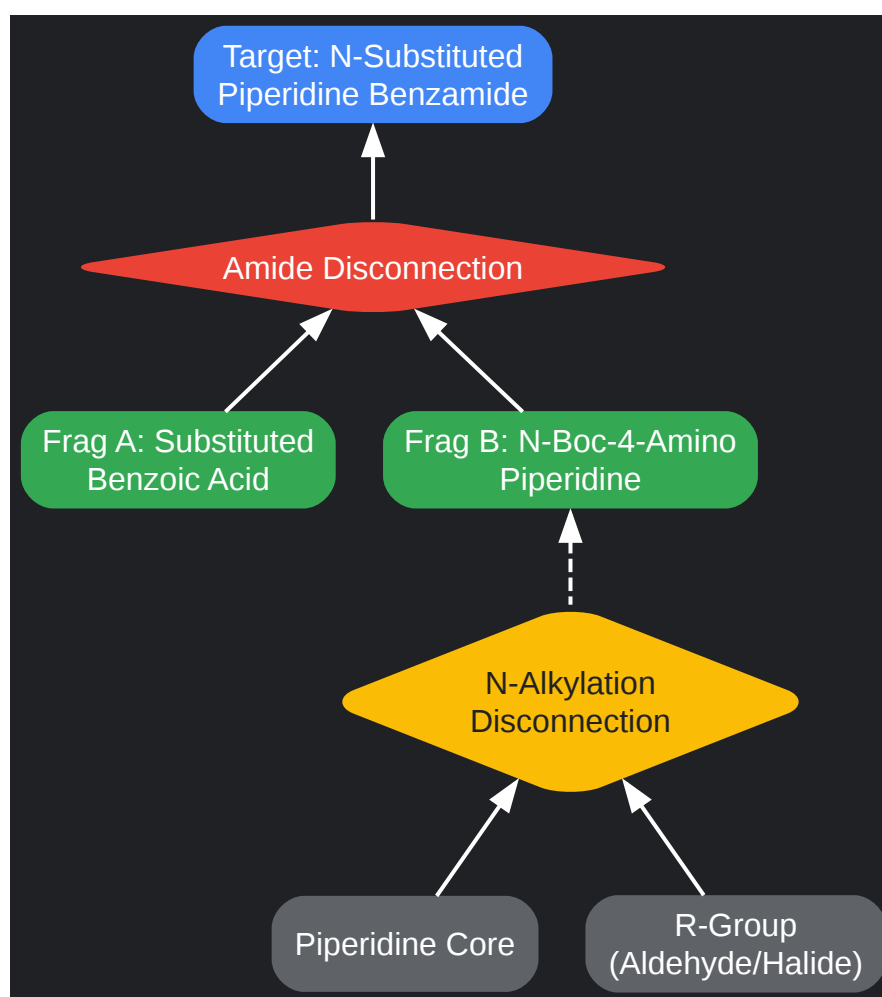 Target: N-Substituted
Piperidine Benzamide
Amide Disconnection
Frag A: Substituted
Benzoic Acid
Frag B: N-Boc-4-Amino
Piperidine
N-Alkylation
Disconnection
Piperidine Core
R-Group
(Aldehyde/Halide)